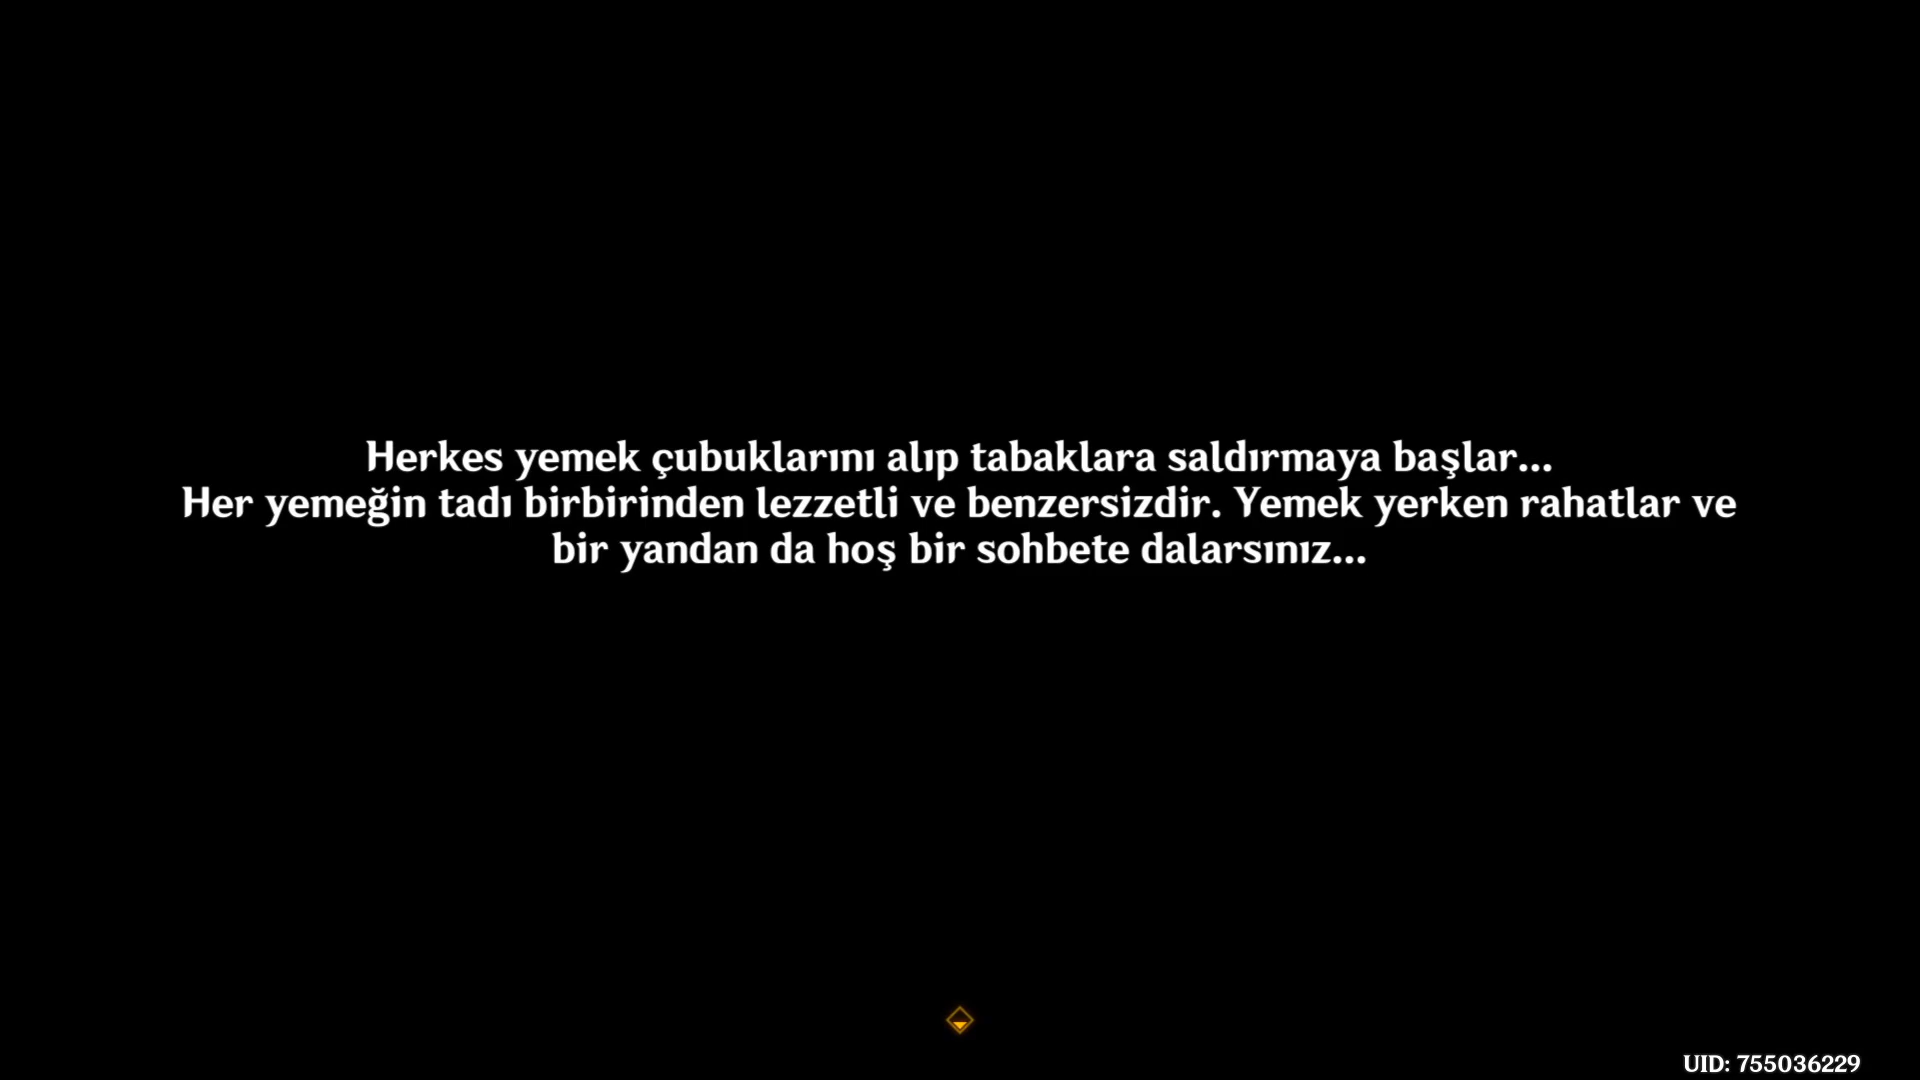 Herkes yemek çubuklarını alıp tabaklara saldırmaya başlar...
Her yemeğin tadı birbirinden lezzetli ve benzersizdir. Yemek yerken rahatlar ve
bir yandan da hoş bir sohbete dalarsınız...
UID: 755036229